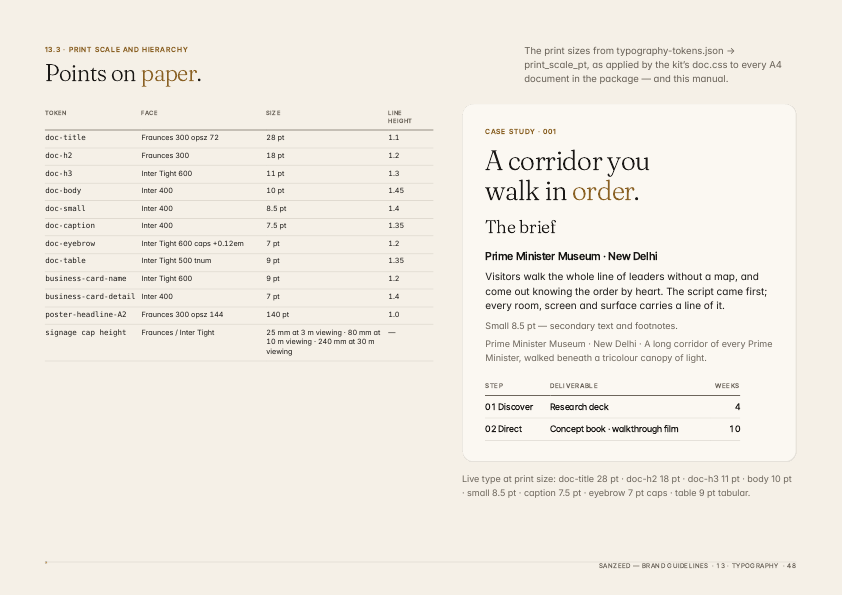 13.3 · PRINT SCALE AND HIERARCHY
Points on paper.
The print sizes from typography-tokens.json →
print_scale_pt, as applied by the kit’s doc.css to every A4
document in the package — and this manual.
TOKEN FACE SIZE LINE HEIGHT
doc-title Fraunces 300 opsz 72 28 pt 1.1
doc-h2 Fraunces 300 18 pt 1.2
doc-h3 Inter Tight 600 11 pt 1.3
doc-body Inter 400 10 pt 1.45
doc-small Inter 400 8.5 pt 1.4
doc-caption Inter 400 7.5 pt 1.35
doc-eyebrow Inter Tight 600 caps +0.12em 7 pt 1.2
doc-table Inter Tight 500 tnum 9 pt 1.35
business-card-name Inter Tight 600 9 pt 1.2
business-card-detail Inter 400 7 pt 1.4
poster-headline-A2 Fraunces 300 opsz 144 140 pt 1.0
signage cap height Fraunces / Inter Tight 25 mm at 3 m viewing · 80 mm at —
10 m viewing · 240 mm at 30 m
viewing
CASE STUDY · 001
A corridor you
walk in order.
The brief
Prime Minister Museum · New Delhi
Visitors walk the whole line of leaders without a map, and
come out knowing the order by heart. The script came first;
every room, screen and surface carries a line of it.
Small 8.5 pt — secondary text and footnotes.
Prime Minister Museum · New Delhi · A long corridor of every Prime
Minister, walked beneath a tricolour canopy of light.
STEP DELIVERABLE WEEKS
01 Discover Research deck 4
02 Direct Concept book · walkthrough film 10
Live type at print size: doc-title 28 pt · doc-h2 18 pt · doc-h3 11 pt · body 10 pt
· small 8.5 pt · caption 7.5 pt · eyebrow 7 pt caps · table 9 pt tabular.
SANZEED — BRAND GUIDELINES · 13 · TYPOGRAPHY · 48